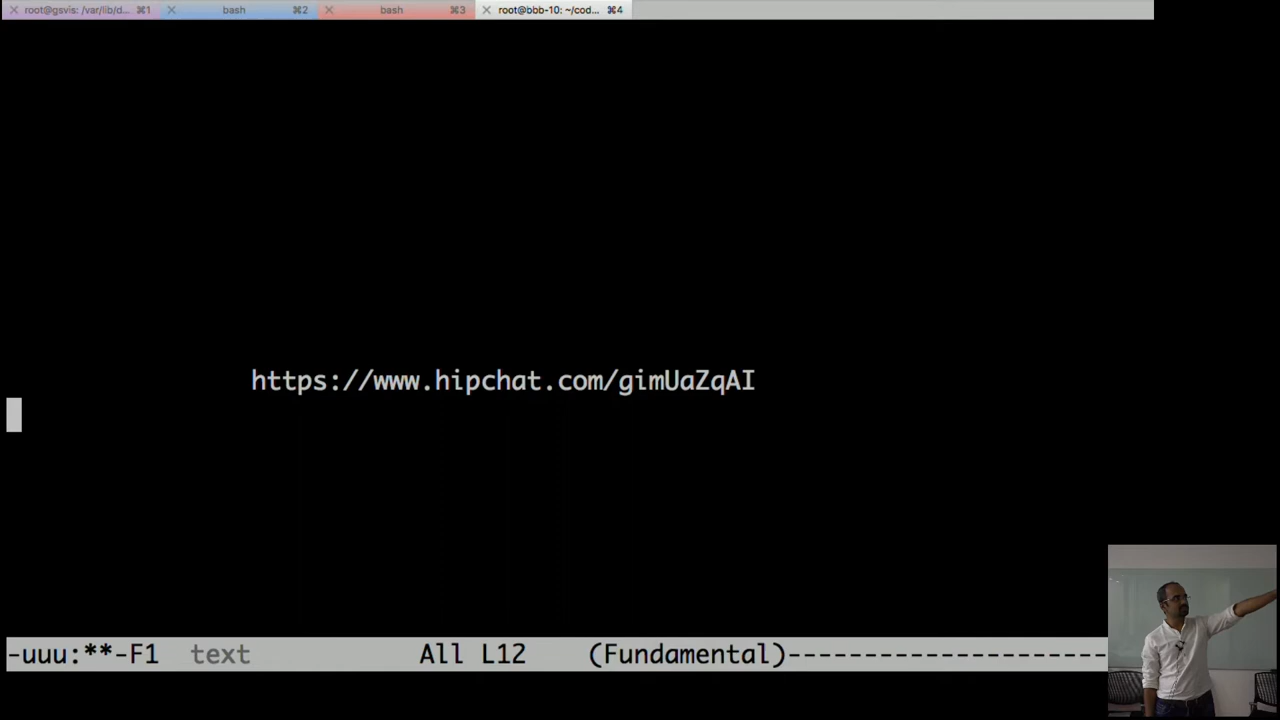 × root@gsvis: /var/lib/d... ⌘1 × bash ⌘2 × bash ⌘3 × root@bbb-10: ~/cod... ⌘4
https://www.hipchat.com/gimUaZqAI
-uuu:**-F1 text All L12 (Fundamental)---------------------